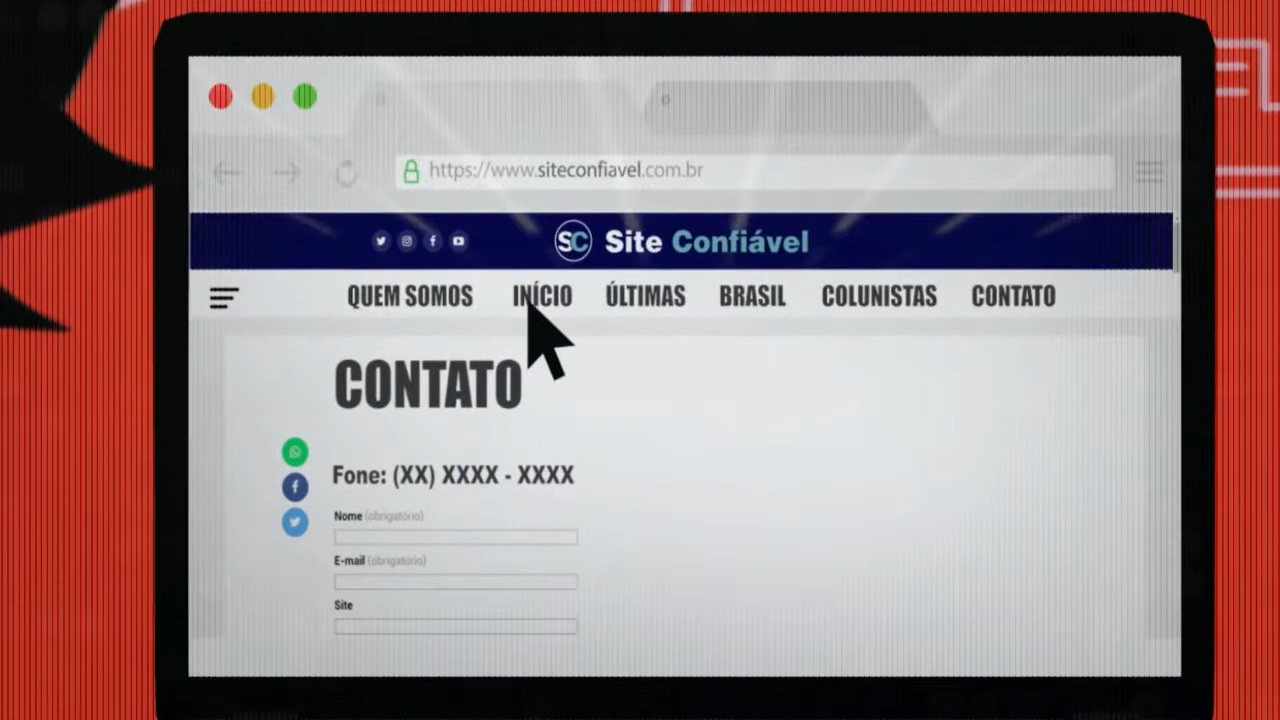 https://www.siteconfiavel.com.br
SC Site Confiável
QUEM SOMOS INÍCIO ÚLTIMAS BRASIL COLUNISTAS CONTATO
CONTATO
Fone: (XX) XXXX - XXXX
Nome (obrigatório)
E-mail (obrigatório)
Site